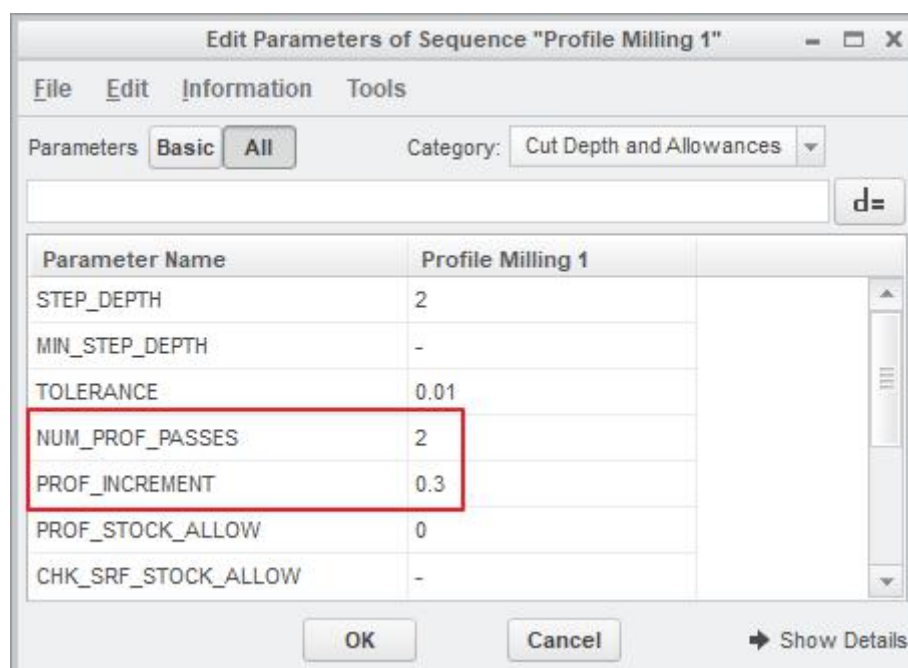 Edit Parameters of Sequence "Profile Milling 1"
File Edit Information Tools
Parameters Basic All Category: Cut Depth and Allowances
d=
Parameter Name Profile Milling 1
STEP_DEPTH 2
MIN_STEP_DEPTH -
TOLERANCE 0.01
NUM_PROF_PASSES 2
PROF_INCREMENT 0.3
PROF_STOCK_ALLOW 0
CHK_SRF_STOCK_ALLOW -
OK Cancel Show Details